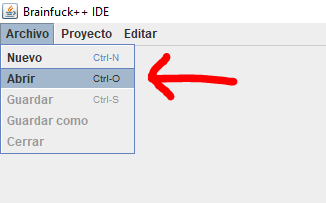 Brainfuck++ IDE
Archivo Proyecto Editar
Nuevo Ctrl-N
Abrir Ctrl-O
Guardar Ctrl-S
Guardar como
Cerrar